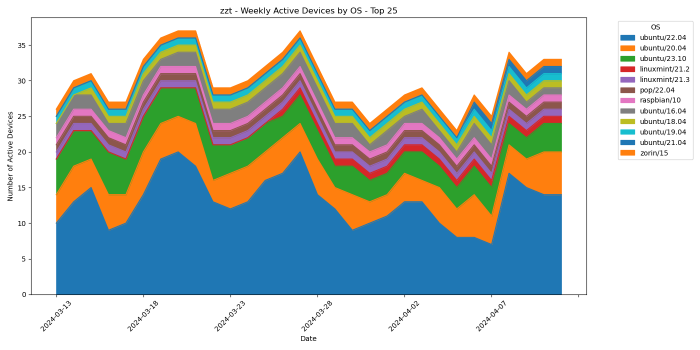 zzt - Weekly Active Devices by OS - Top 25
Number of Active Devices
35
30
25
20
15
10
5
0
2024-03-13
2024-03-18
2024-03-23
2024-03-28
2024-04-02
2024-04-07
Date
OS
ubuntu/22.04
ubuntu/20.04
ubuntu/23.10
linuxmint/21.2
linuxmint/21.3
pop/22.04
raspbian/10
ubuntu/16.04
ubuntu/18.04
ubuntu/19.04
ubuntu/21.04
zorin/15